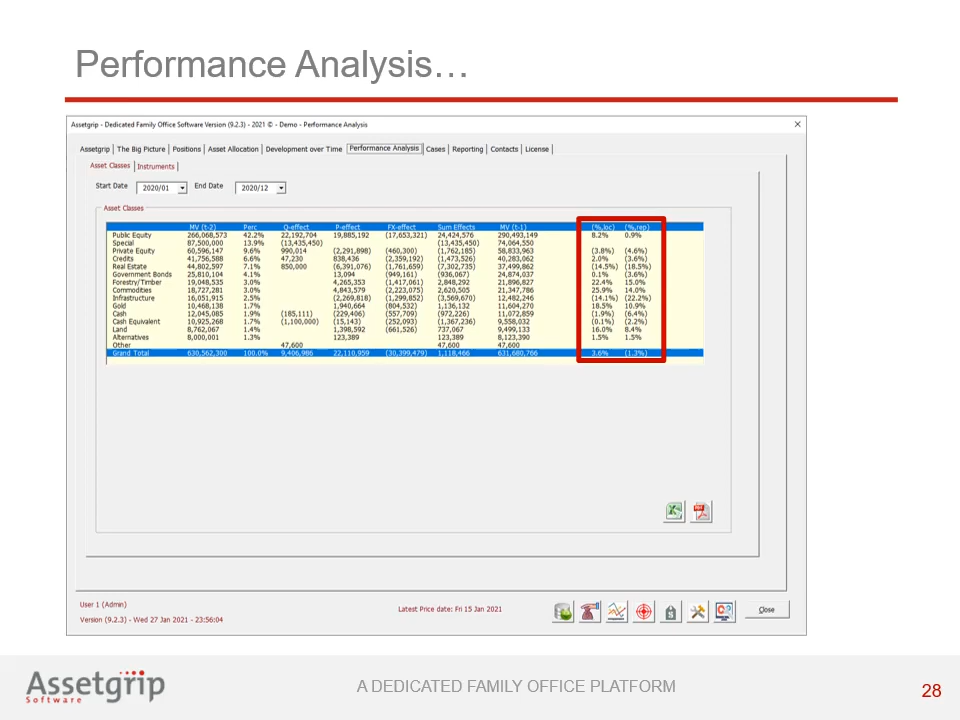 Performance Analysis…
Assetgrip - Dedicated Family Office Software Version (9.2.3) - 2021 © - Demo - Performance Analysis
Assetgrip The Big Picture Positions Asset Allocation Development over Time Performance Analysis Cases Reporting Contacts License
Asset Classes Instruments
Start Date 2020/01 End Date 2020/12
Asset Classes
MV (t-2) Perc Q-effect P-effect FX-effect Sum Effects MV (t-1) (%,loc) (%,rep)
Public Equity 266,068,573 42.2% 22,192,704 19,885,192 (17,653,321) 24,424,576 290,493,149 8.2% 0.9%
Special 87,500,000 13.9% (13,435,450) (13,435,450) 74,064,550
Private Equity 60,596,147 9.6% 990,014 (2,291,898) (460,300) (1,762,185) 58,833,963 (3.8%) (4.6%)
Credits 41,756,588 6.6% 47,230 838,436 (2,359,192) (1,473,526) 40,283,062 2.0% (3.6%)
Real Estate 44,802,597 7.1% 850,000 (6,391,076) (1,761,659) (7,302,735) 37,499,862 (14.5%) (18.5%)
Government Bonds 25,810,104 4.1% 13,094 (949,161) (936,067) 24,874,037 0.1% (3.6%)
Forestry/Timber 19,048,535 3.0% 4,265,353 (1,417,061) 2,848,292 21,896,827 22.4% 15.0%
Commodities 18,727,281 3.0% 4,843,579 (2,223,075) 2,620,505 21,347,786 25.9% 14.0%
Infrastructure 16,051,915 2.5% (2,269,818) (1,299,852) (3,569,670) 12,482,246 (14.1%) (22.2%)
Gold 10,468,138 1.7% 1,940,664 (804,532) 1,136,132 11,604,270 18.5% 10.9%
Cash 12,045,085 1.9% (185,111) (229,406) (557,709) (972,226) 11,072,859 (1.9%) (6.4%)
Cash Equivalent 10,925,268 1.7% (1,100,000) (15,143) (252,093) (1,367,236) 9,558,032 (0.1%) (2.2%)
Land 8,762,067 1.4% 1,398,592 (661,526) 737,067 9,499,133 16.0% 8.4%
Alternatives 8,000,001 1.3% 123,389 123,389 8,123,390 1.5% 1.5%
Other 47,600 47,600 47,600
Grand Total 630,562,300 100.0% 9,406,986 22,110,959 (30,399,479) 1,118,466 631,680,766 3.6% (1.3%)
User 1 (Admin)
Latest Price date: Fri 15 Jan 2021
Close
Version (9.2.3) - Wed 27 Jan 2021 - 23:56:04
Assetgrip
Software
A DEDICATED FAMILY OFFICE PLATFORM
28